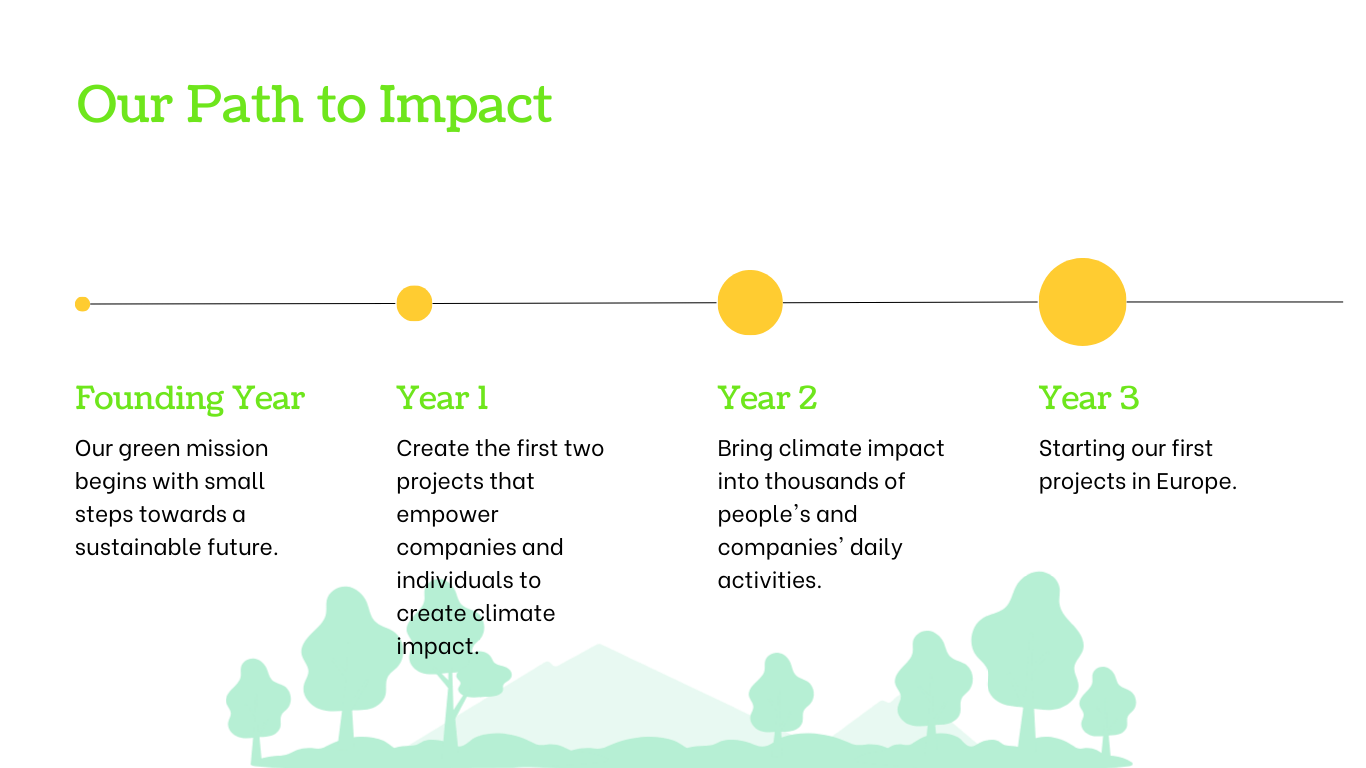 Our Path to Impact
Founding Year
Our green mission
begins with small
steps towards a
sustainable future.
Year 1
Create the first two
projects that
empower
companies and
individuals to
create climate
impact.
Year 2
Bring climate impact
into thousands of
people's and
companies' daily
activities.
Year 3
Starting our first
projects in Europe.